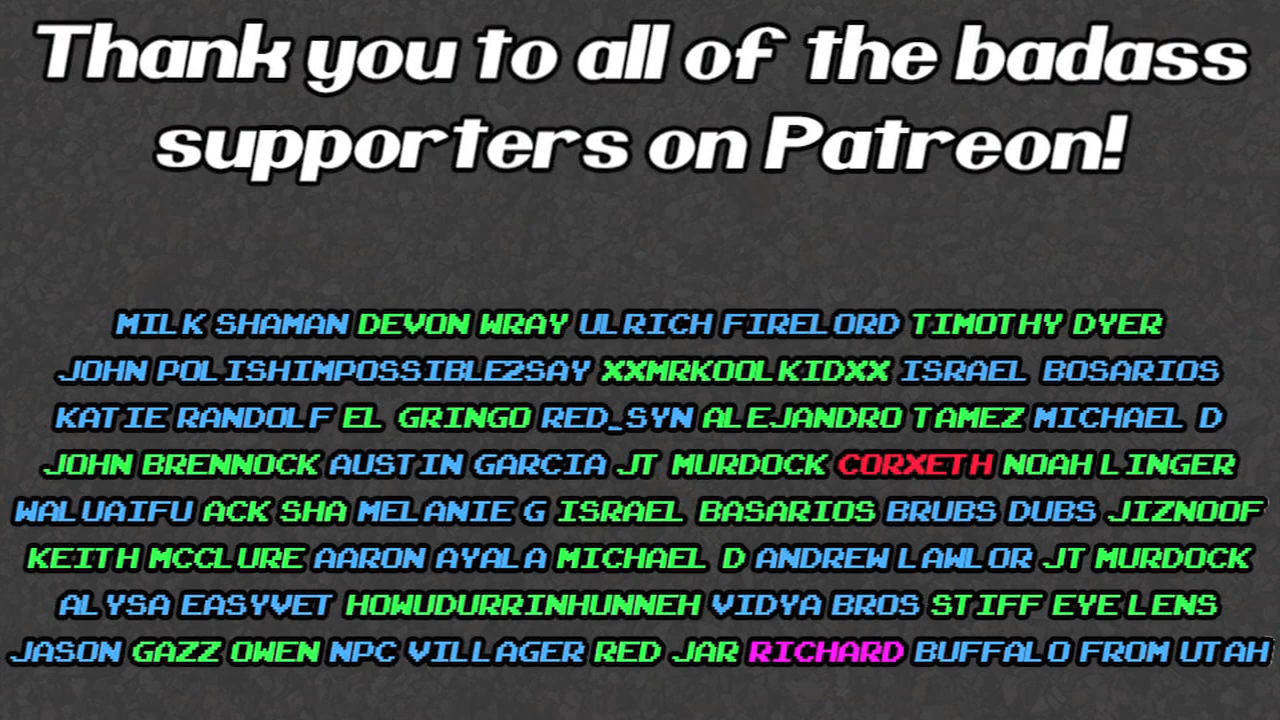 Thank you to all of the badass
supporters on Patreon!
MILK SHAMAN DEVON WRAY ULRICH FIRELORD TIMOTHY DYER
JOHN POLISHIMPOSSIBLE2SAY XXMRKOOLKIDXX ISRAEL BOSARIOS
KATIE RANDOLF EL GRINGO RED_SYN ALEJANDRO TAMEZ MICHAEL D
JOHN BRENNOCK AUSTIN GARCIA JT MURDOCK CORXETH NOAH LINGER
WALUAIFU ACK SHA MELANIE G ISRAEL BASARIOS BRUBS DUBS JIZNOOF
KEITH MCCLURE AARON AYALA MICHAEL D ANDREW LAWLOR JT MURDOCK
ALYSA EASYVET HOWUDURRINHUNNEH VIDYA BROS STIFF EYE LENS
JASON GAZZ OWEN NPC VILLAGER RED JAR RICHARD BUFFALO FROM UTAH